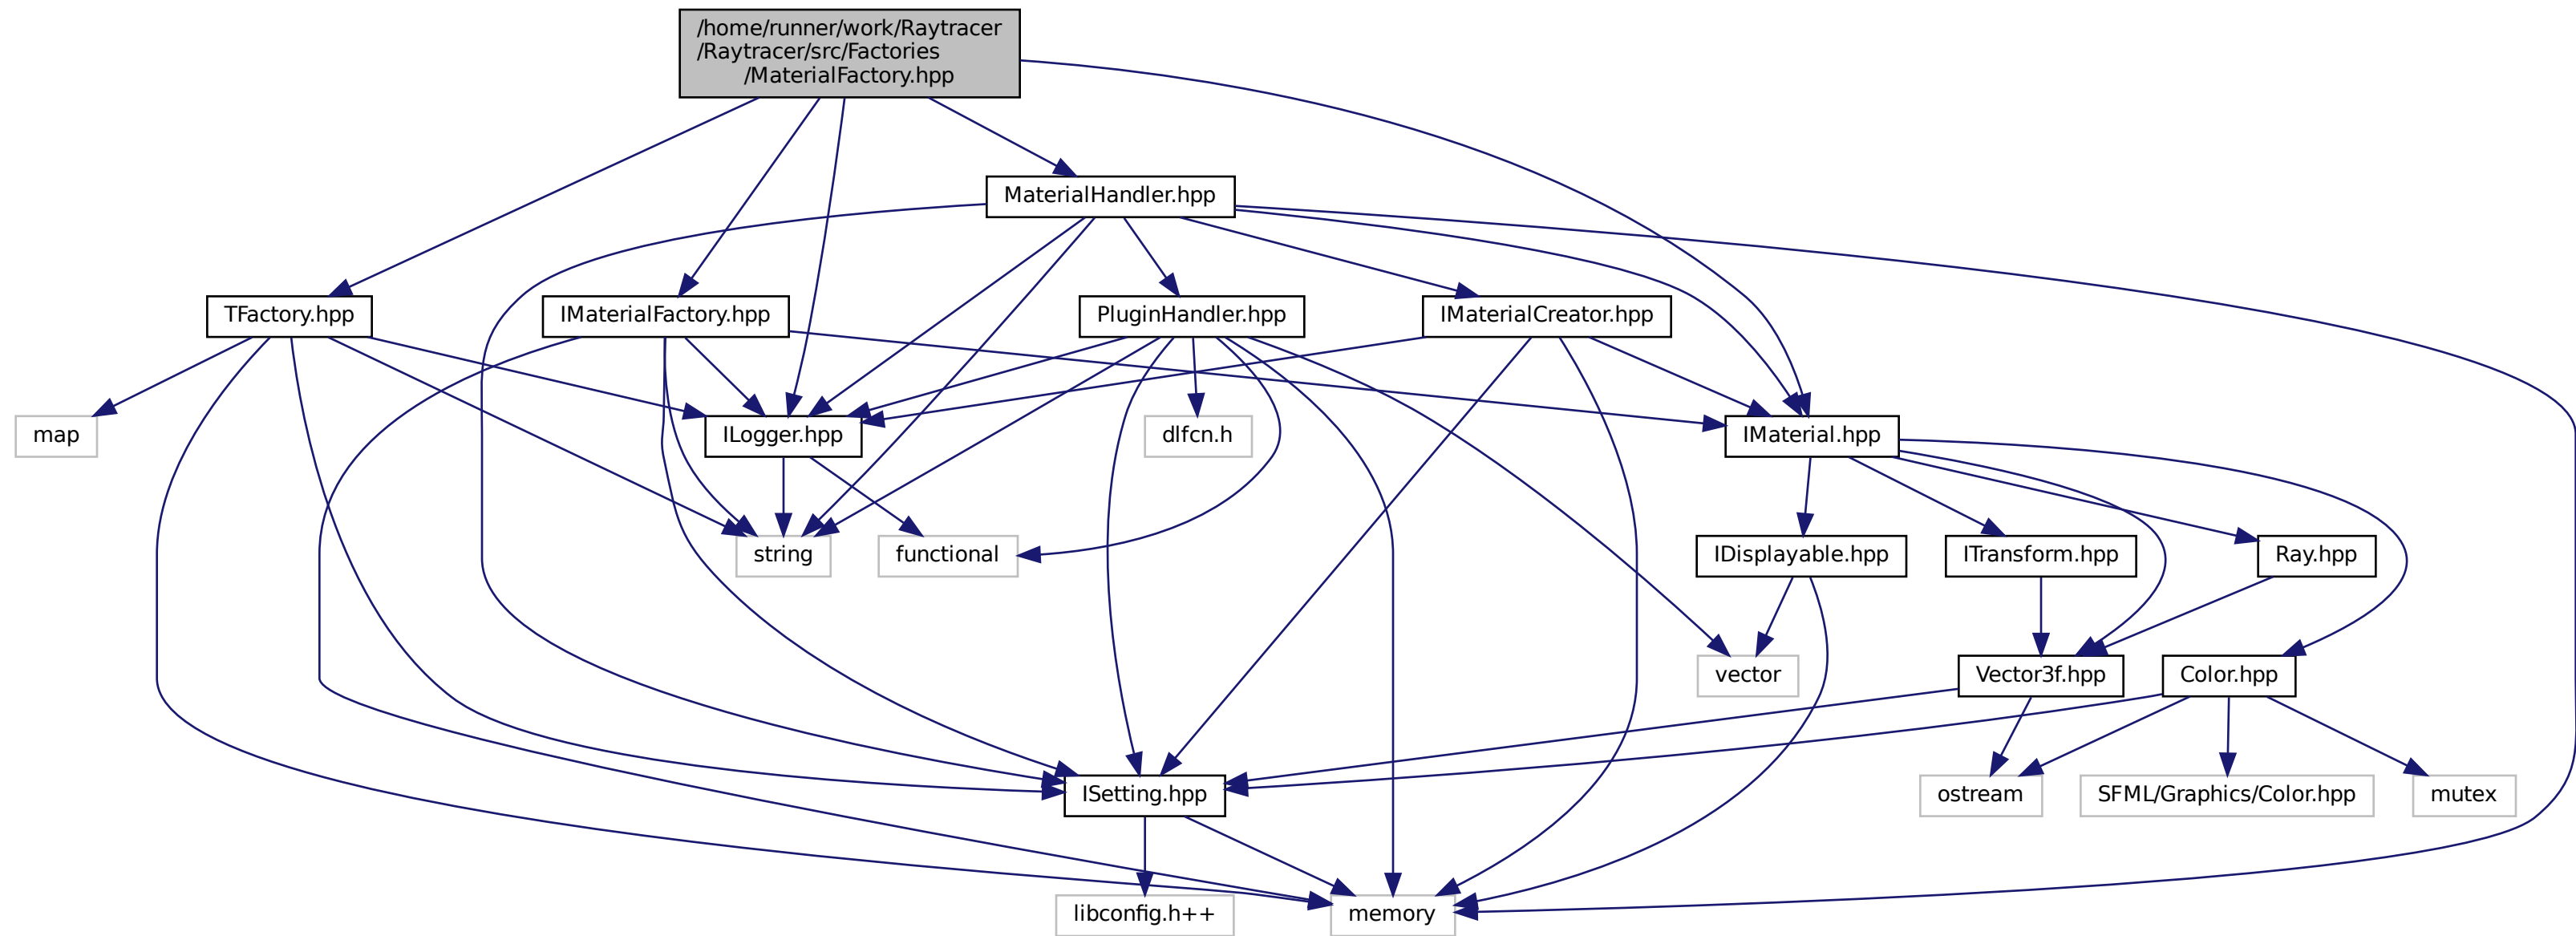 /home/runner/work/Raytracer
/Raytracer/src/Factories
/MaterialFactory.hpp
MaterialHandler.hpp
TFactory.hpp
IMaterialFactory.hpp
PluginHandler.hpp
IMaterialCreator.hpp
map
ILogger.hpp
dlfcn.h
IMaterial.hpp
string
functional
IDisplayable.hpp
ITransform.hpp
Ray.hpp
vector
Vector3f.hpp
Color.hpp
ISetting.hpp
ostream
SFML/Graphics/Color.hpp
mutex
libconfig.h++
memory